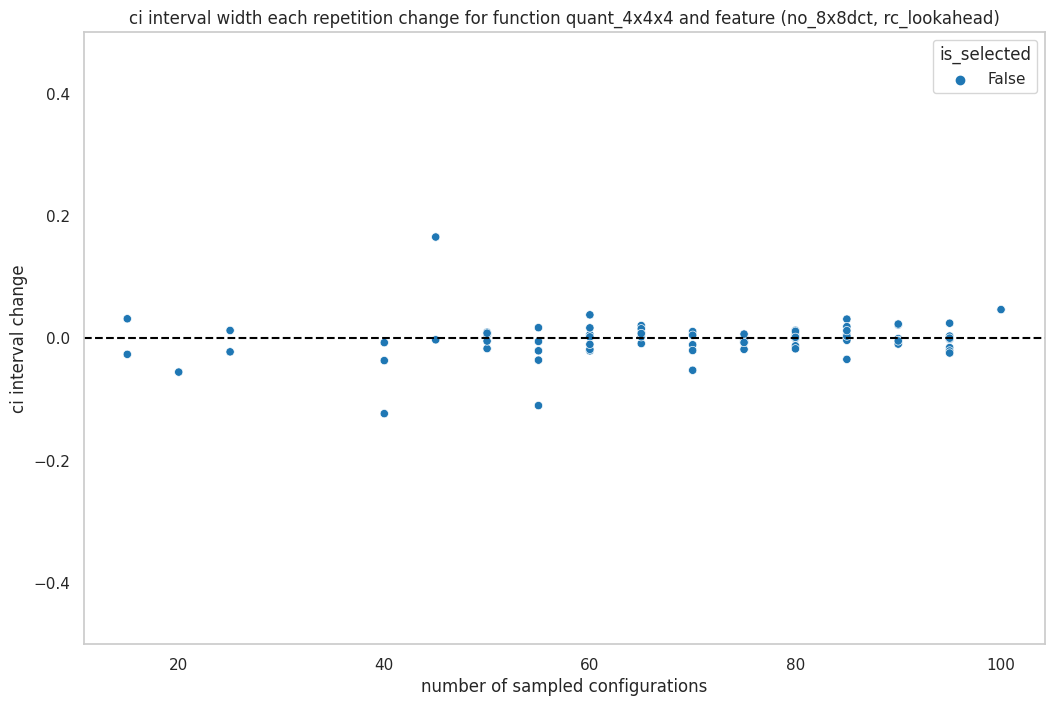 ci interval width each repetition change for function quant_4x4x4 and feature (no_8x8dct, rc_lookahead)
is_selected
False
ci interval change
0.4
0.2
0.0
−0.2
−0.4
20
40
60
80
100
number of sampled configurations